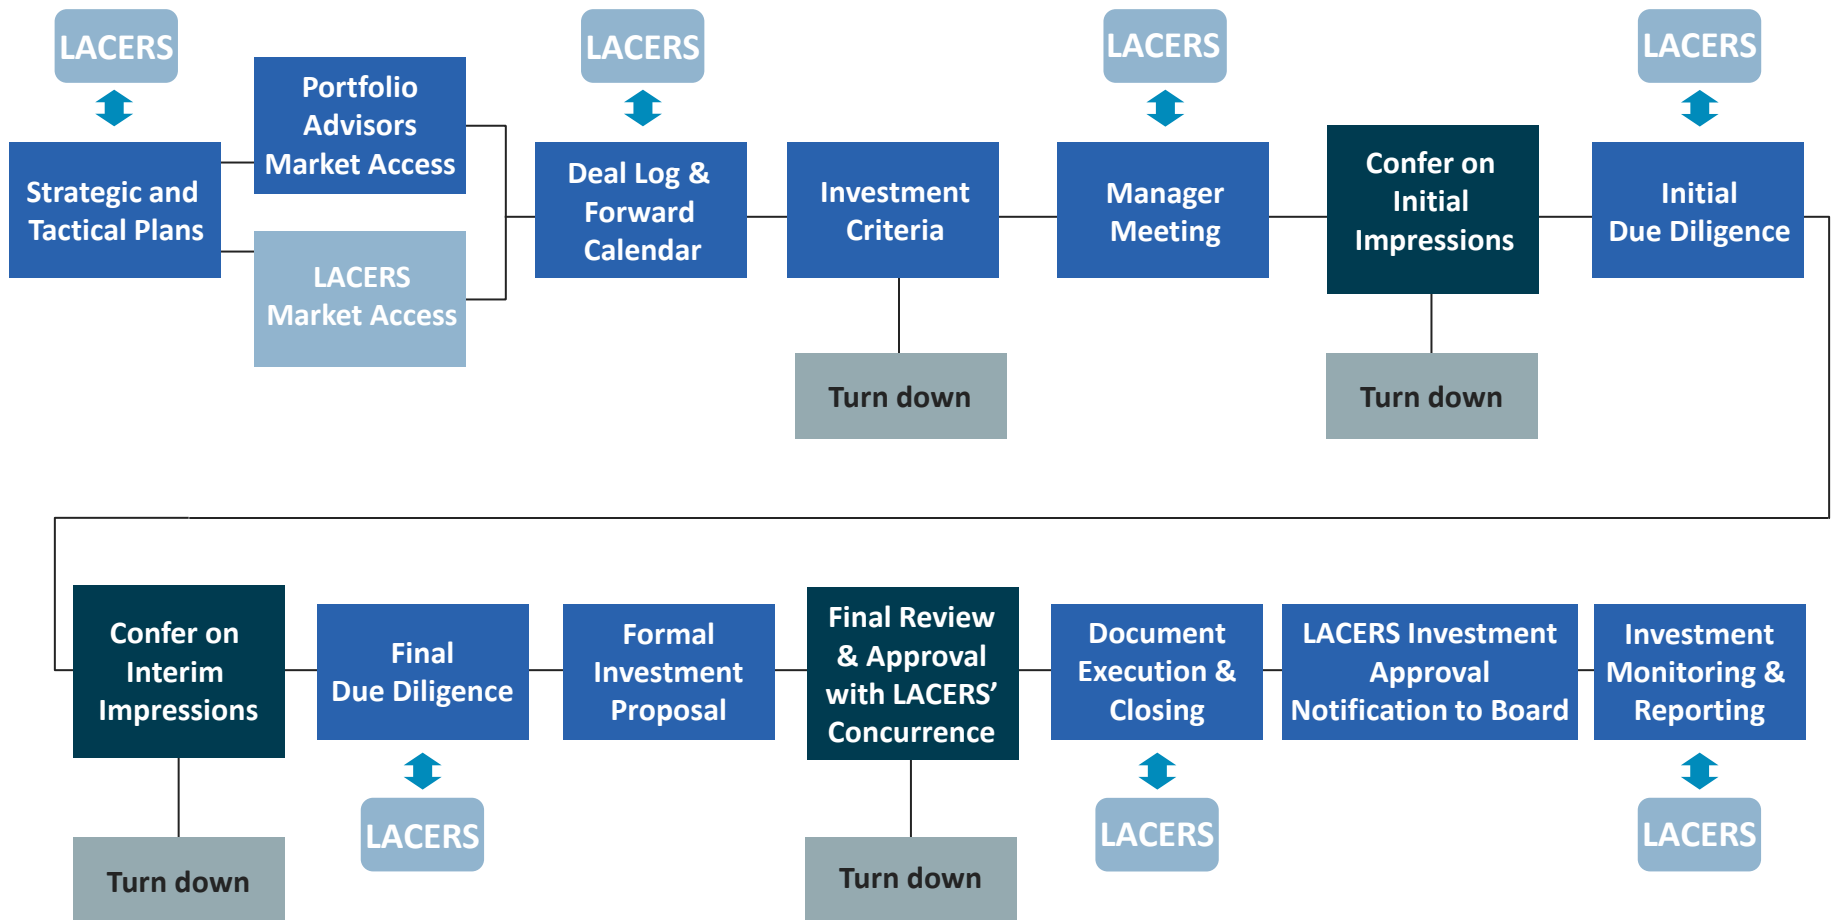 LACERS
LACERS
LACERS
LACERS
Portfolio
Advisors
Market Access
Strategic and
Tactical Plans
LACERS
Market Access
Deal Log &
Forward
Calendar
Investment
Criteria
Manager
Meeting
Confer on
Initial
Impressions
Initial
Due Diligence
Turn down
Turn down
Confer on
Interim
Impressions
Final
Due Diligence
Formal
Investment
Proposal
Final Review
& Approval
with LACERS’
Concurrence
Document
Execution &
Closing
LACERS Investment
Approval
Notification to Board
Investment
Monitoring &
Reporting
LACERS
LACERS
LACERS
Turn down
Turn down